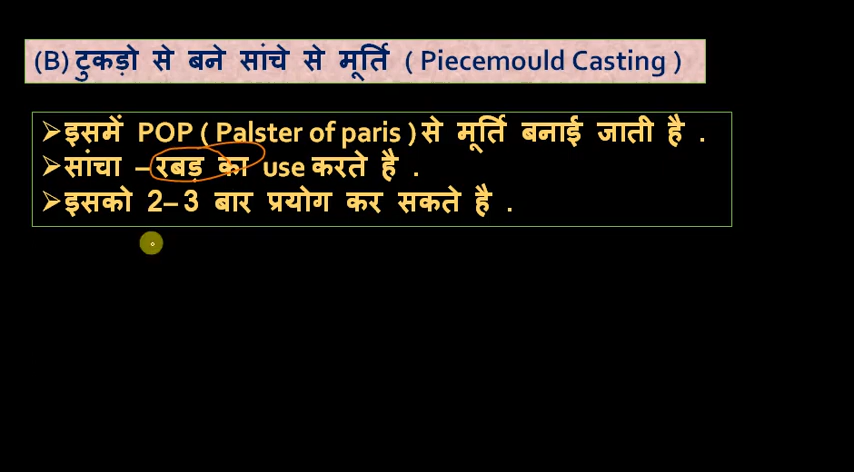 (B) टुकड़ो से बने सांचे से मूर्ति ( Piecemould Casting )
➢इसमें POP ( Palster of paris ) से मूर्ति बनाई जाती है .
➢सांचा – रबड़ का use करते है .
➢इसको 2– 3 बार प्रयोग कर सकते है .